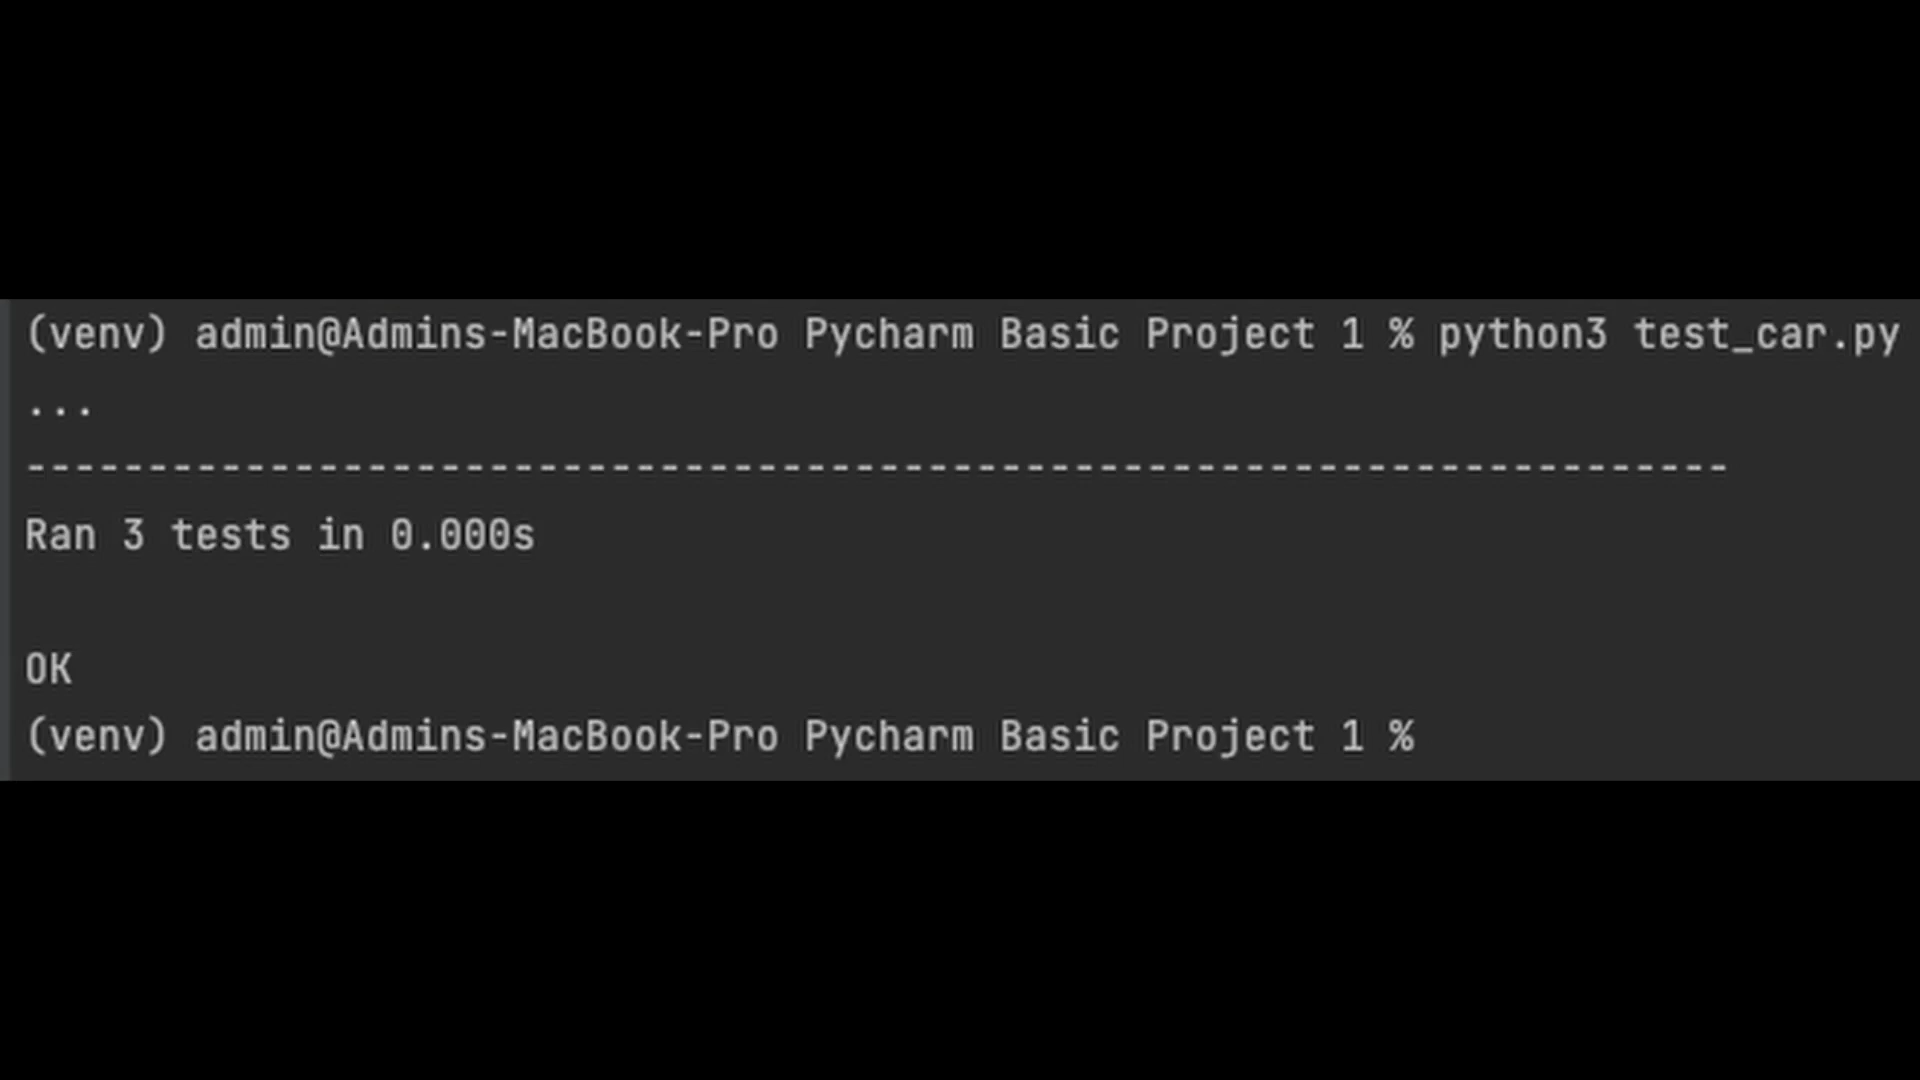 (venv) admin@Admins-MacBook-Pro Pycharm Basic Project 1 % python3 test_car.py
...
----------------------------------------------------------------------
Ran 3 tests in 0.000s
OK
(venv) admin@Admins-MacBook-Pro Pycharm Basic Project 1 %